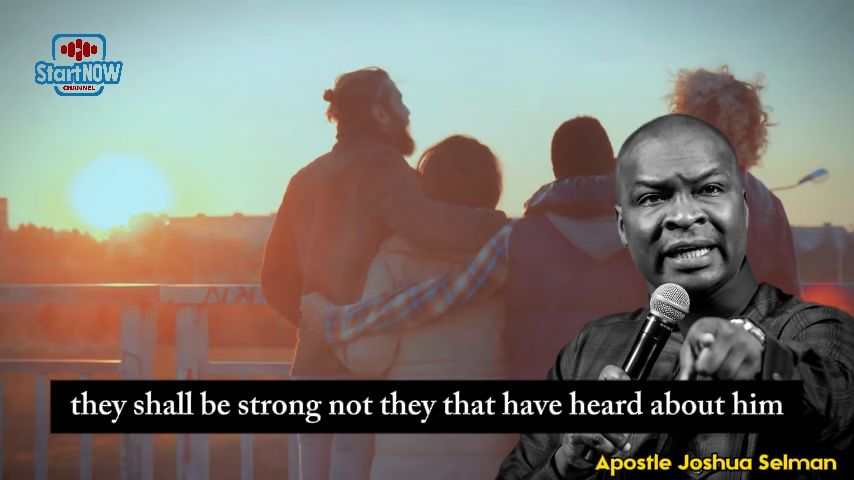 StartNOW
CHANNEL
they shall be strong not they that have heard about him
Apostle Joshua Selman